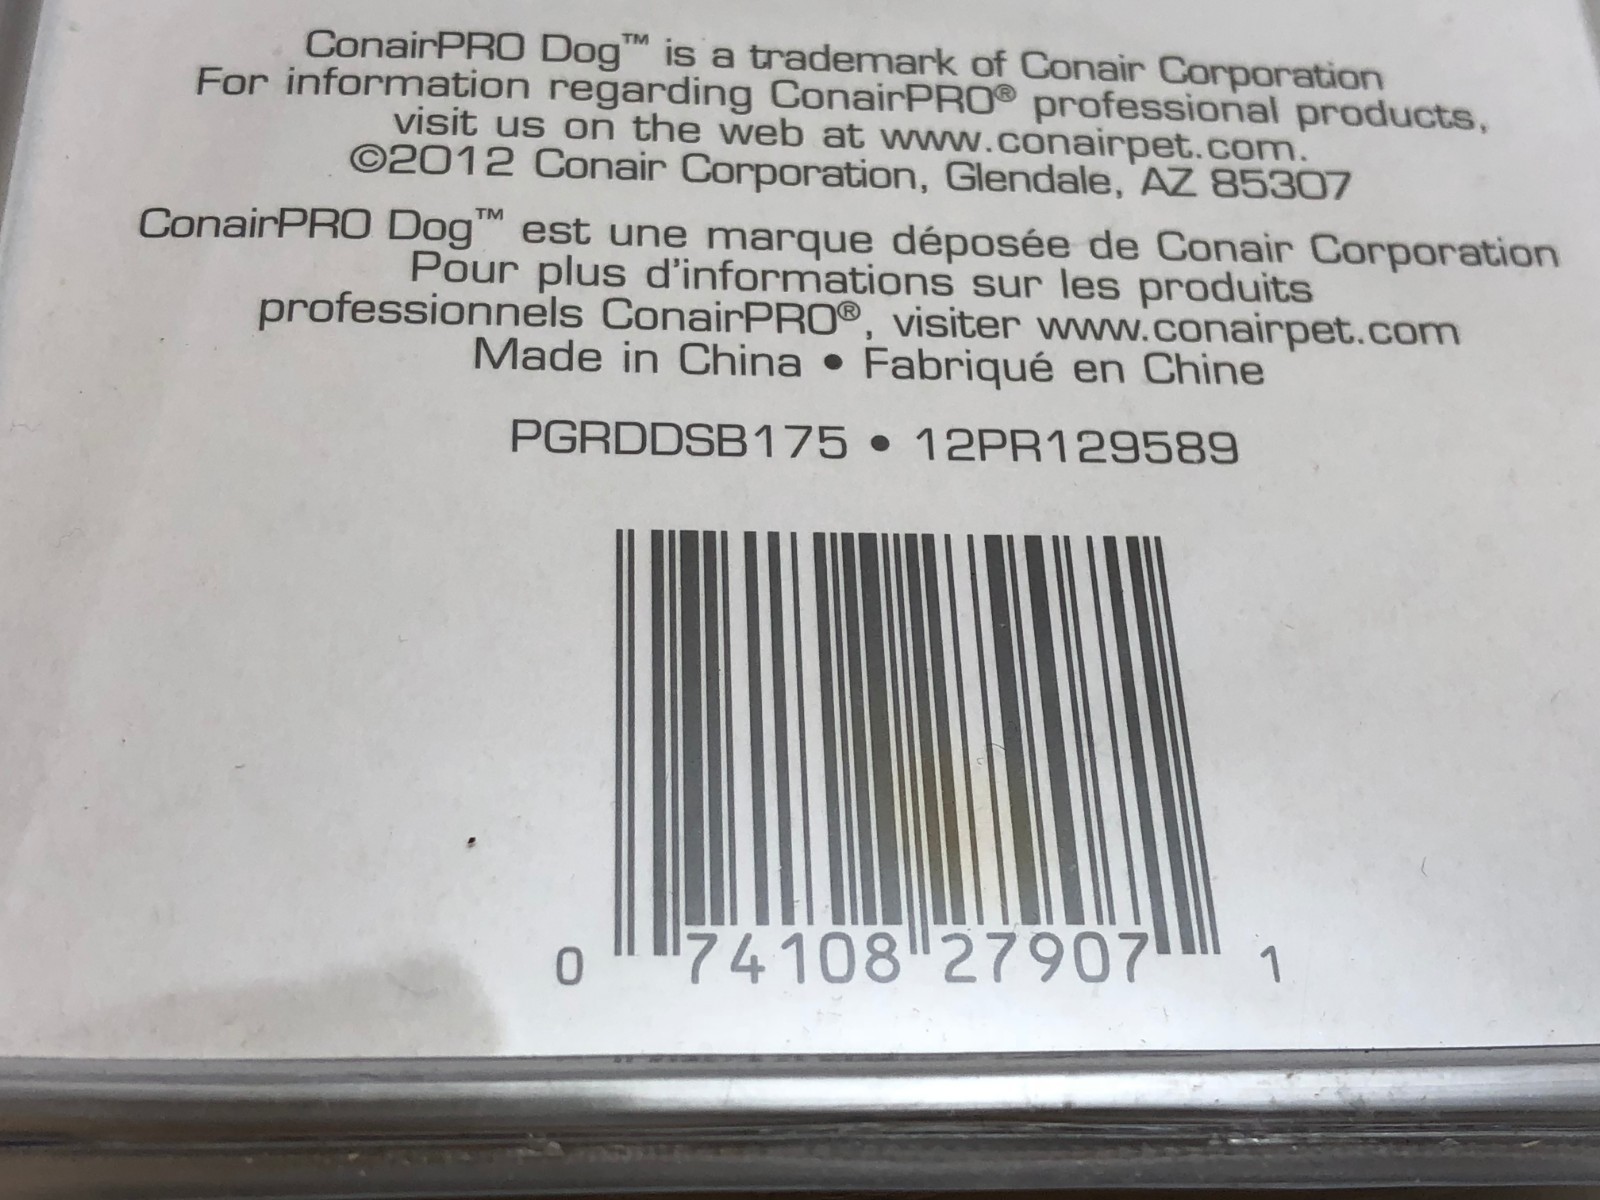 ConairPRO Dog™ is a trademark of Conair Corporation
For information regarding ConairPRO® professional products,
visit us on the web at www.conairpet.com.
©2012 Conair Corporation, Glendale, AZ 85307
ConairPRO Dog™ est une marque déposée de Conair Corporation
Pour plus d'informations sur les produits
professionnels ConairPRO®, visiter www.conairpet.com
Made in China • Fabriqué en Chine
PGRDDSB175 • 12PR129589
0 74108 27907 1